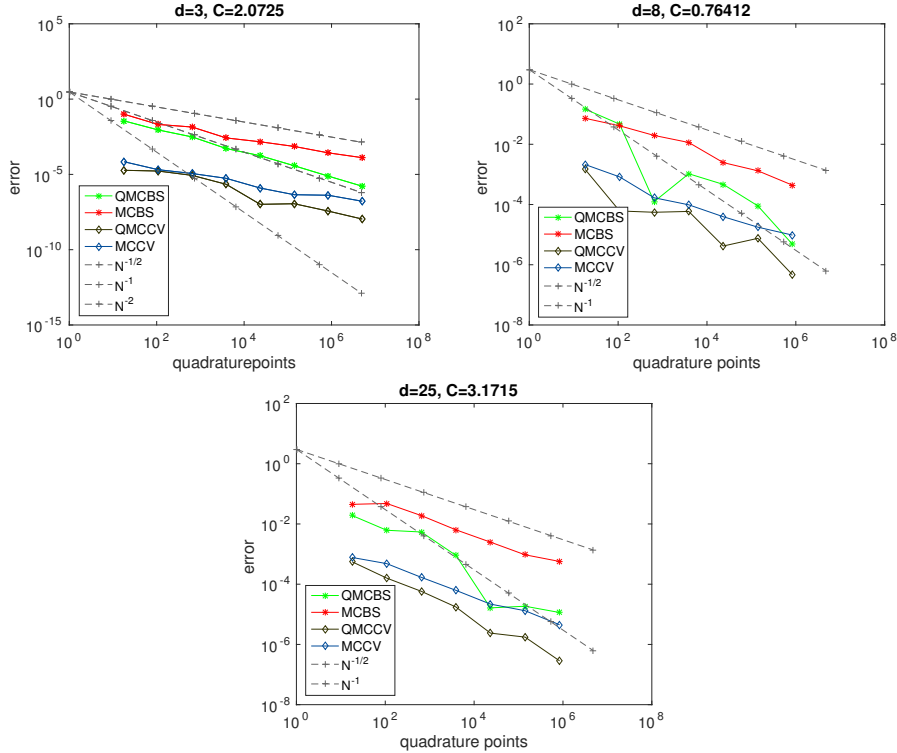 d=3, C=2.0725
10^5
10^0
10^-5
10^-10
10^-15
error
QMCBS
MCBS
QMCCV
MCCV
N^-1/2
N^-1
N^-2
10^0 10^2 10^4 10^6 10^8
quadraturepoints
d=8, C=0.76412
10^2
10^0
10^-2
10^-4
10^-6
10^-8
error
QMCBS
MCBS
QMCCV
MCCV
N^-1/2
N^-1
10^0 10^2 10^4 10^6 10^8
quadrature points
d=25, C=3.1715
10^2
10^0
10^-2
10^-4
10^-6
10^-8
error
QMCBS
MCBS
QMCCV
MCCV
N^-1/2
N^-1
10^0 10^2 10^4 10^6 10^8
quadrature points